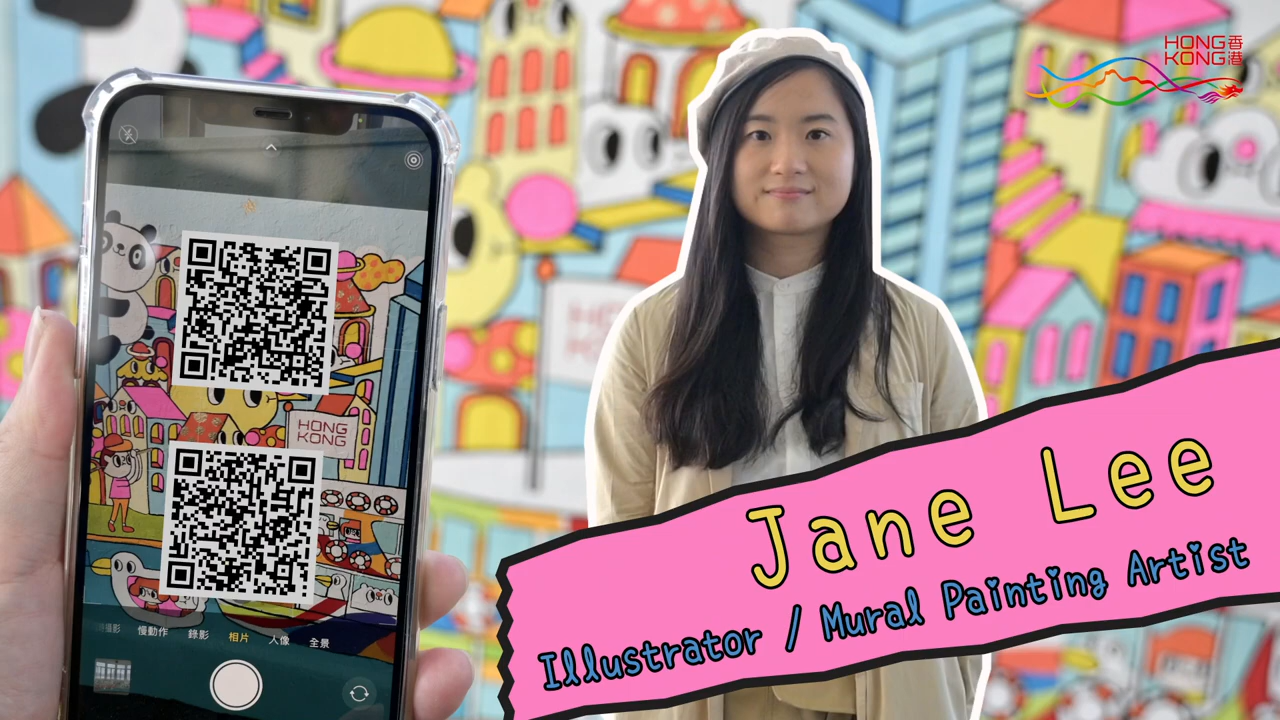 HONG 香
KONG 港
HONG
KONG
慢動作 錄影 相片 人像 全景
Jane Lee
Illustrator / Mural Painting Artist